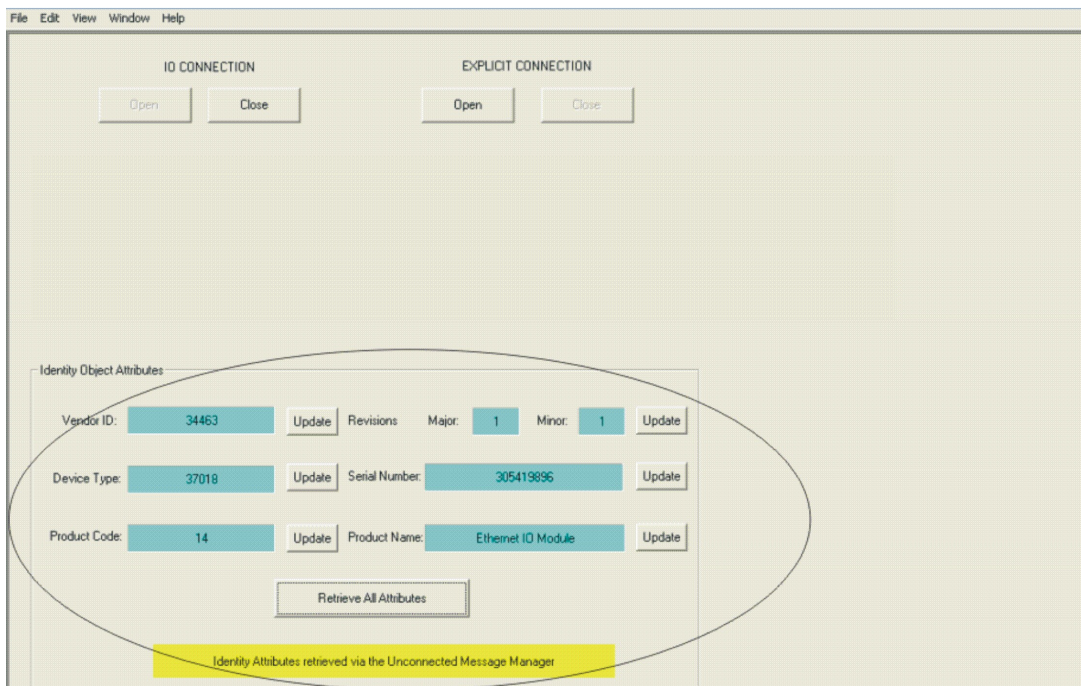 File Edit View Window Help
IO CONNECTION EXPLICIT CONNECTION
Open Close Open Close
Identity Object Attributes
Vendor ID: 34463 Update Revisions Major: 1 Minor: 1 Update
Device Type: 37018 Update Serial Number: 305419896 Update
Product Code: 14 Update Product Name: Ethernet IO Module Update
Retrieve All Attributes
Identity Attributes retrieved via the Unconnected Message Manager